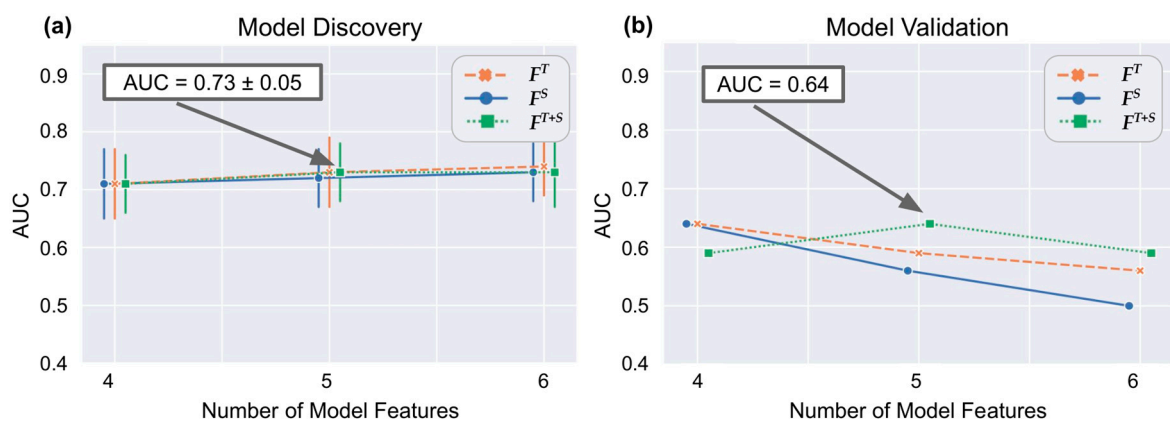 (a) Model Discovery
0.9
0.8
0.7
0.6
0.5
0.4
AUC
AUC = 0.73 ± 0.05
F^T
F^S
F^{T+S}
4 5 6
Number of Model Features
(b) Model Validation
0.9
0.8
0.7
0.6
0.5
0.4
AUC
AUC = 0.64
F^T
F^S
F^{T+S}
4 5 6
Number of Model Features